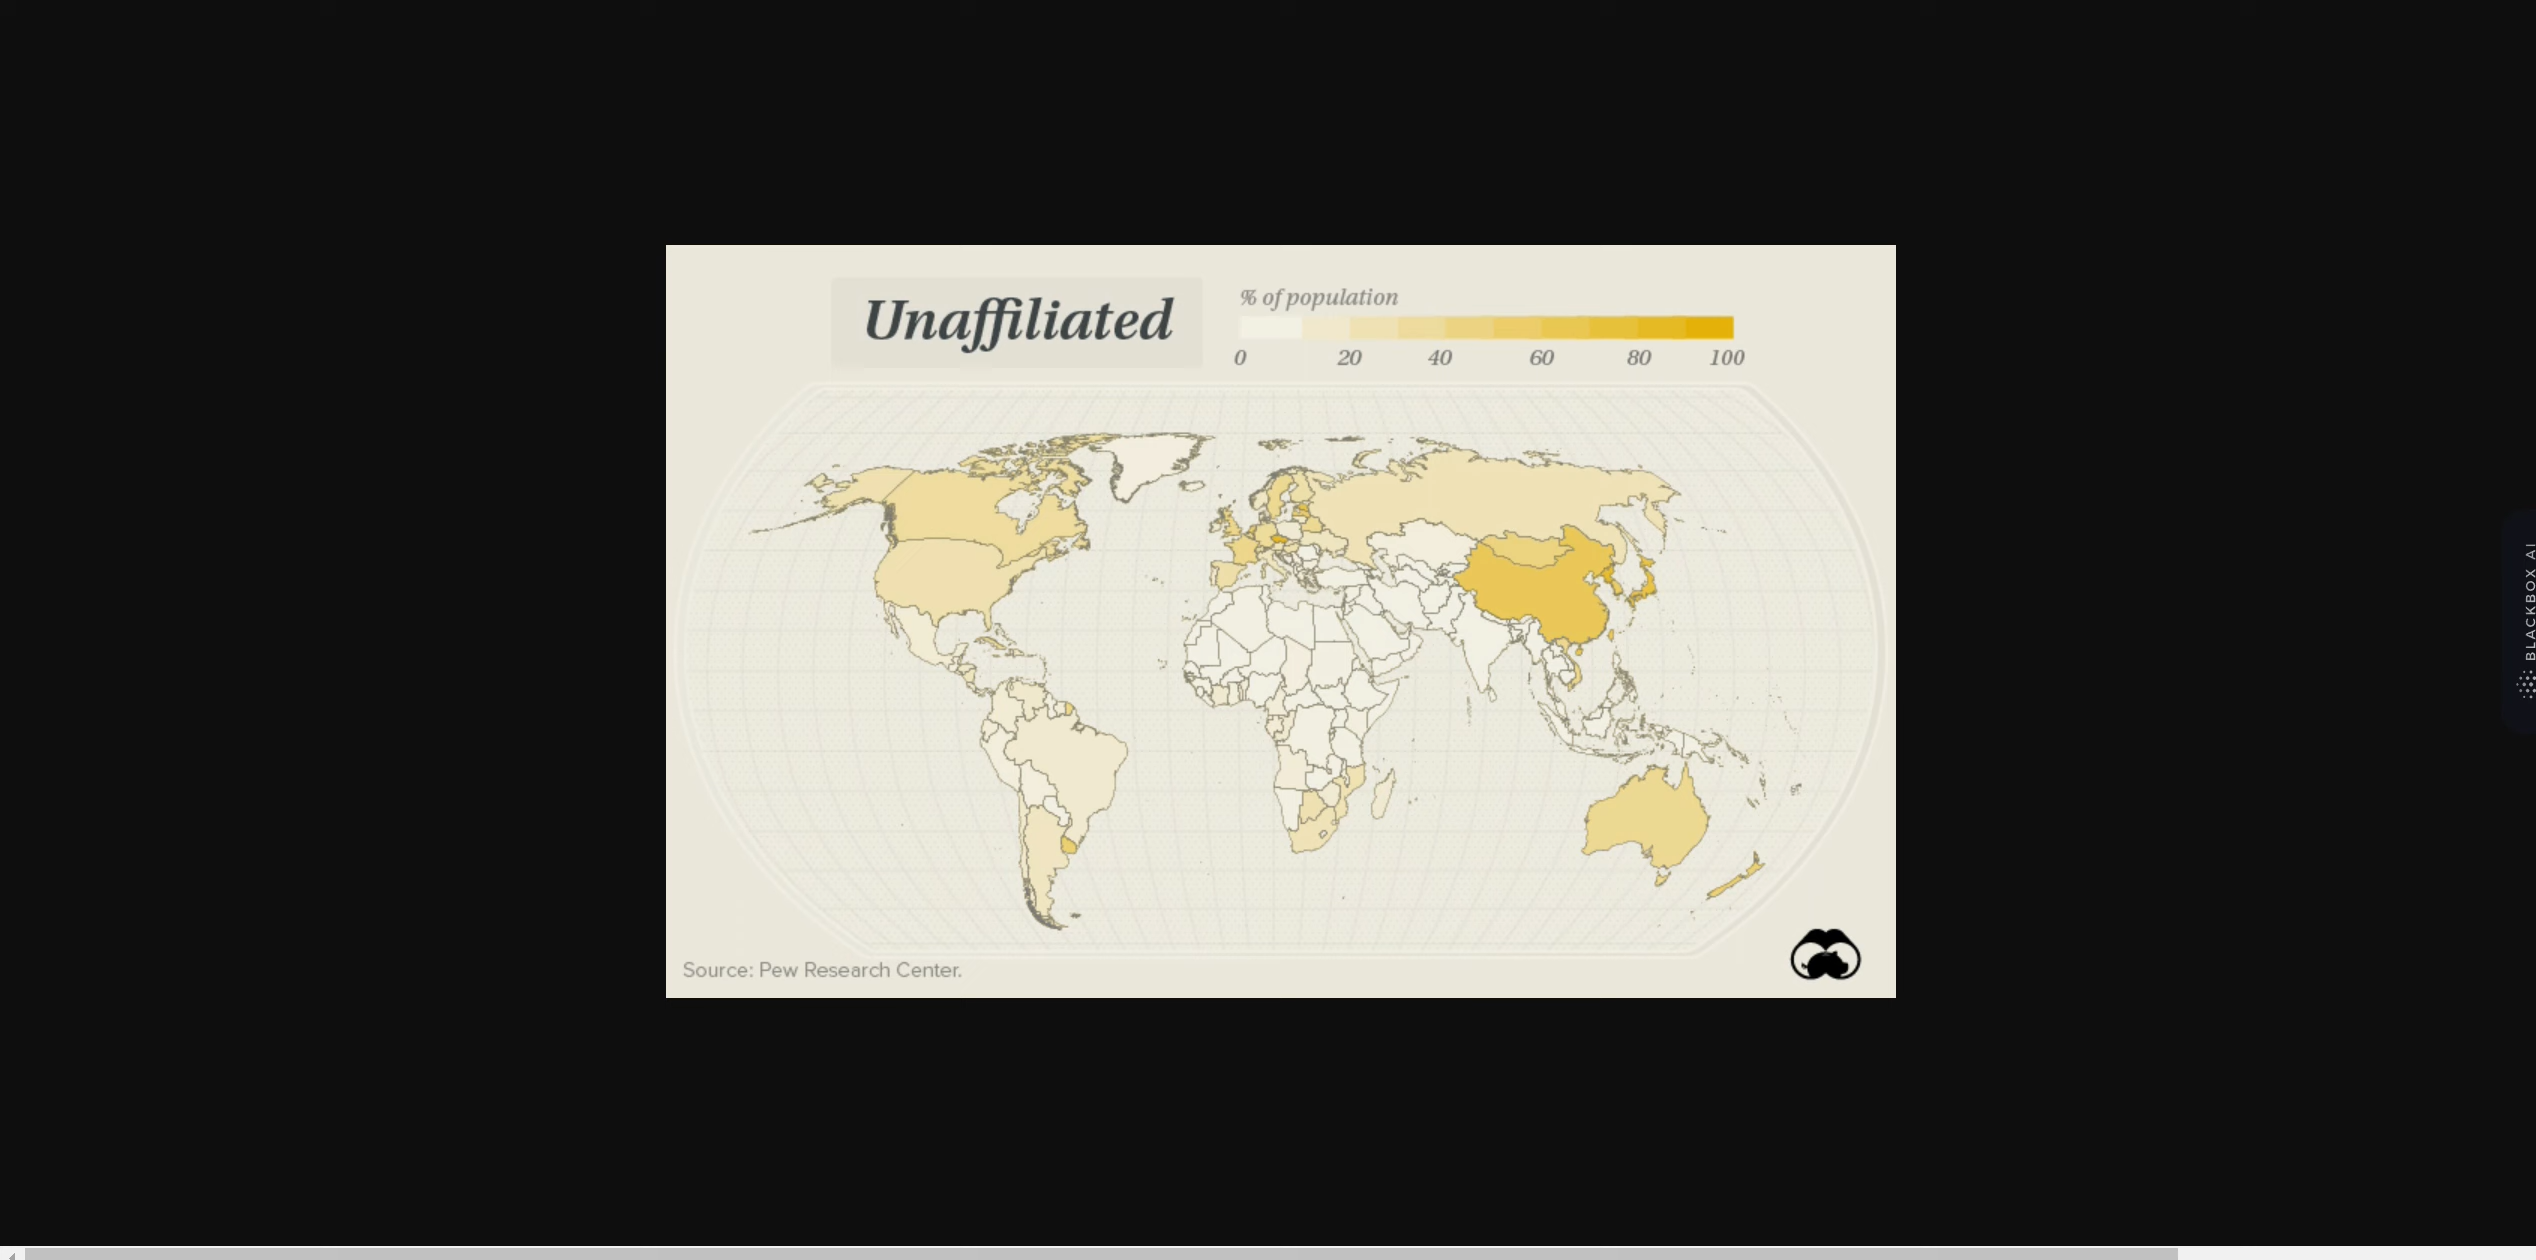 Unaffiliated
% of population
0 20 40 60 80 100
BLACKBOX AI
Source: Pew Research Center.